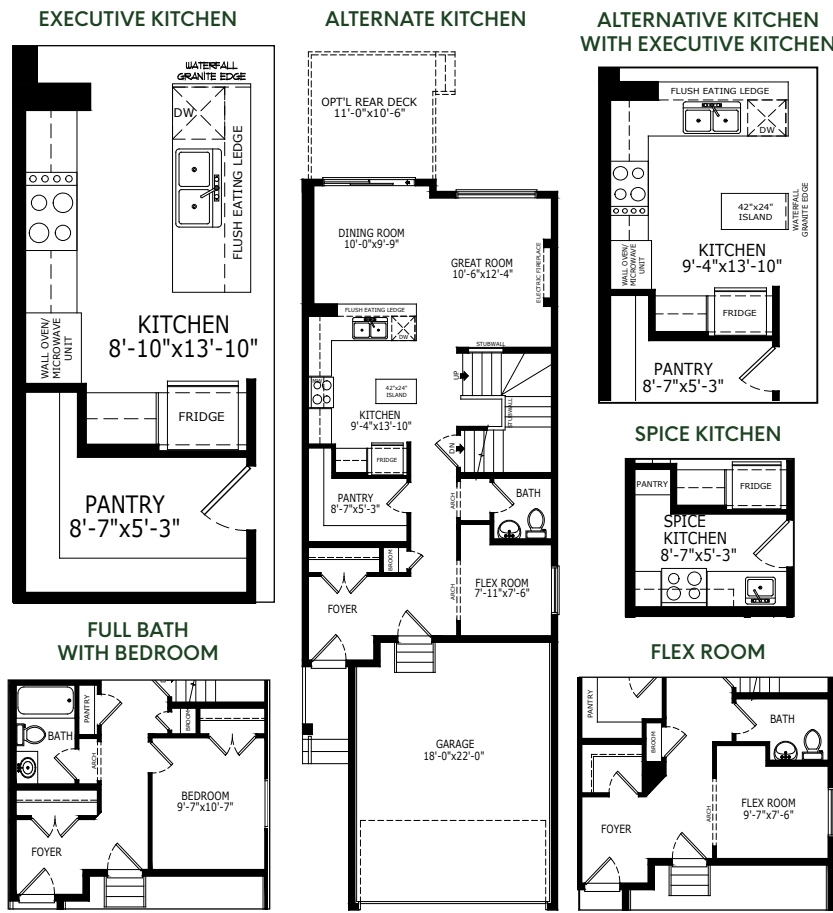 EXECUTIVE KITCHEN
WATERFALL
GRANITE EDGE
DW
FLUSH EATING LEDGE
WALL OVEN/
MICROWAVE
UNIT
KITCHEN
8'-10"x13'-10"
FRIDGE
PANTRY
8'-7"x5'-3"
ALTERNATE KITCHEN
OPT'L REAR DECK
11'-0"x10'-6"
DINING ROOM
10'-0"x9'-9"
GREAT ROOM
10'-6"x12'-4"
ELECTRIC FIREPLACE
FLUSH EATING LEDGE
DW
STUBWALL
UP
42"x24"
ISLAND
STUBWALL
KITCHEN
9'-4"x13'-10"
DN
FRIDGE
PANTRY
8'-7"x5'-3"
ARCH
BATH
BROOM
FLEX ROOM
7'-11"x7'-6"
ARCH
FOYER
GARAGE
18'-0"x22'-0"
ALTERNATIVE KITCHEN
WITH EXECUTIVE KITCHEN
FLUSH EATING LEDGE
DW
42"x24"
ISLAND
WATERFALL
GRANITE EDGE
WALL OVEN/
MICROWAVE
UNIT
KITCHEN
9'-4"x13'-10"
FRIDGE
PANTRY
8'-7"x5'-3"
SPICE KITCHEN
PANTRY
FRIDGE
SPICE
KITCHEN
8'-7"x5'-3"
FULL BATH
WITH BEDROOM
PANTRY
BROOM
BATH
ARCH
BEDROOM
9'-7"x10'-7"
FOYER
FLEX ROOM
PANTRY
BROOM
BATH
ARCH
FLEX ROOM
9'-7"x7'-6"
FOYER